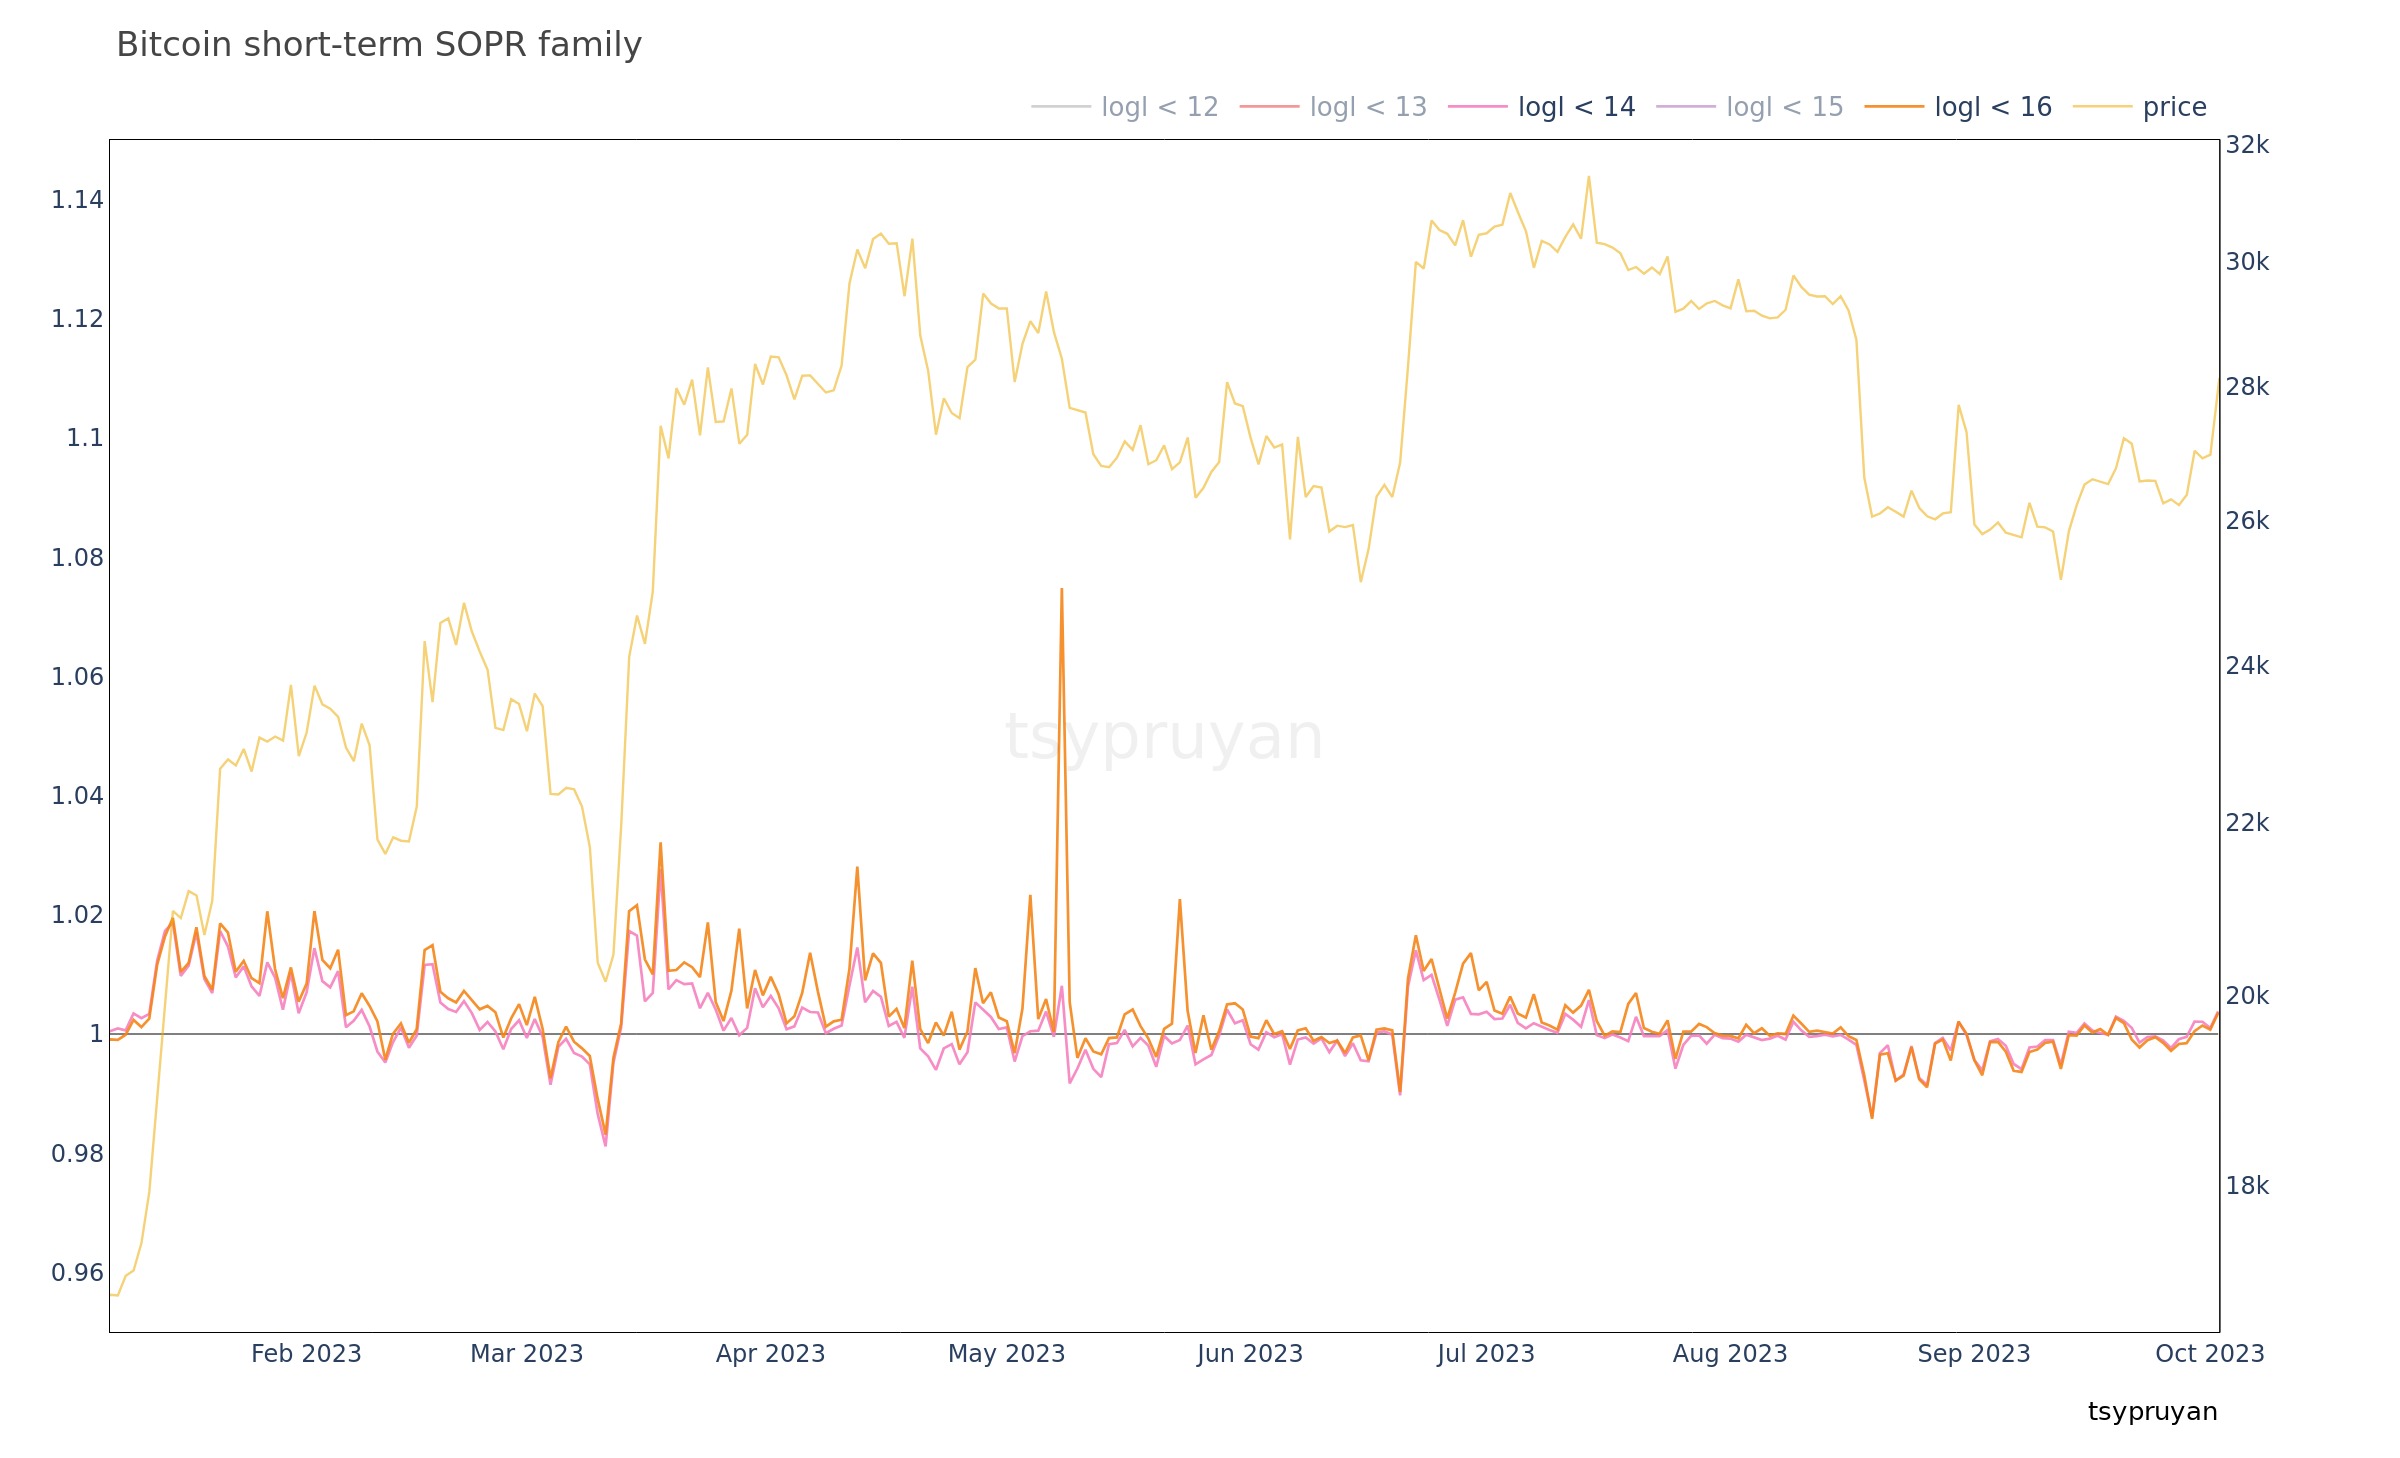 Bitcoin short-term SOPR family
logl < 12 logl < 13 logl < 14 logl < 15 logl < 16 price
32k
1.14
30k
1.12
28k
1.1
26k
1.08
24k
1.06
tsypruyan
1.04
22k
1.02
20k
1
0.98
18k
0.96
Feb 2023 Mar 2023 Apr 2023 May 2023 Jun 2023 Jul 2023 Aug 2023 Sep 2023 Oct 2023
tsypruyan